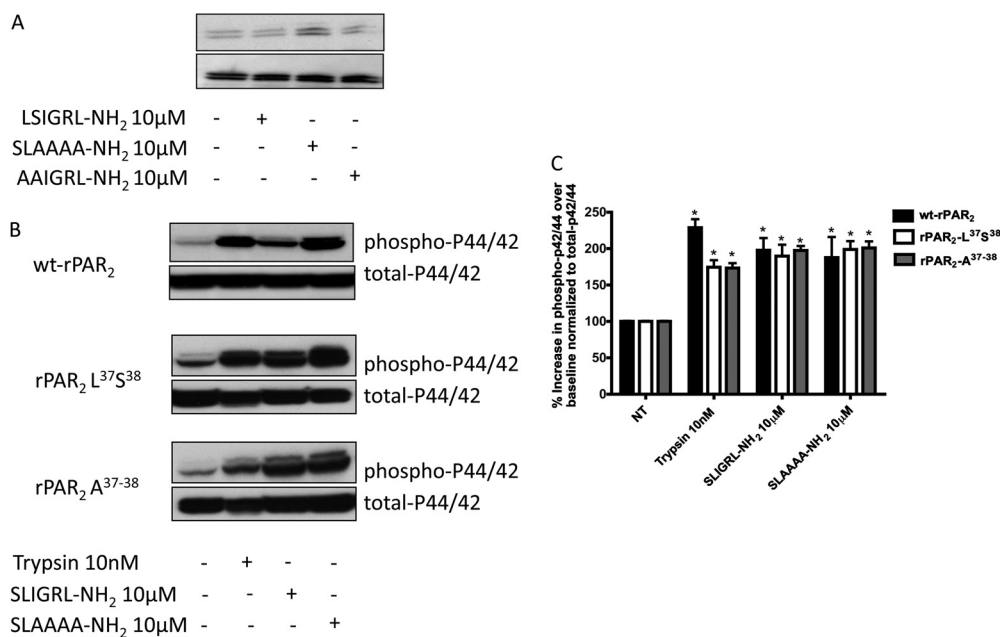 A
LSIGRL-NH₂ 10μM - + - -
SLAAAA-NH₂ 10μM - - + -
AAIGRL-NH₂ 10μM - - - +
B
wt-rPAR₂
phospho-P44/42
total-P44/42
rPAR₂ L³⁷S³⁸
phospho-P44/42
total-P44/42
rPAR₂ A³⁷⁻³⁸
phospho-P44/42
total-P44/42
Trypsin 10nM - + - -
SLIGRL-NH₂ 10μM - - + -
SLAAAA-NH₂ 10μM - - - +
C
% Increase in phospho-p42/44 over
baseline normalized to total-p42/44
250
200
150
100
50
0
* * * * * * * * *
NT
Trypsin 10nM
SLIGRL-NH₂ 10μM
SLAAAA-NH₂ 10μM
wt-rPAR₂
rPAR₂-L³⁷S³⁸
rPAR₂-A³⁷⁻³⁸